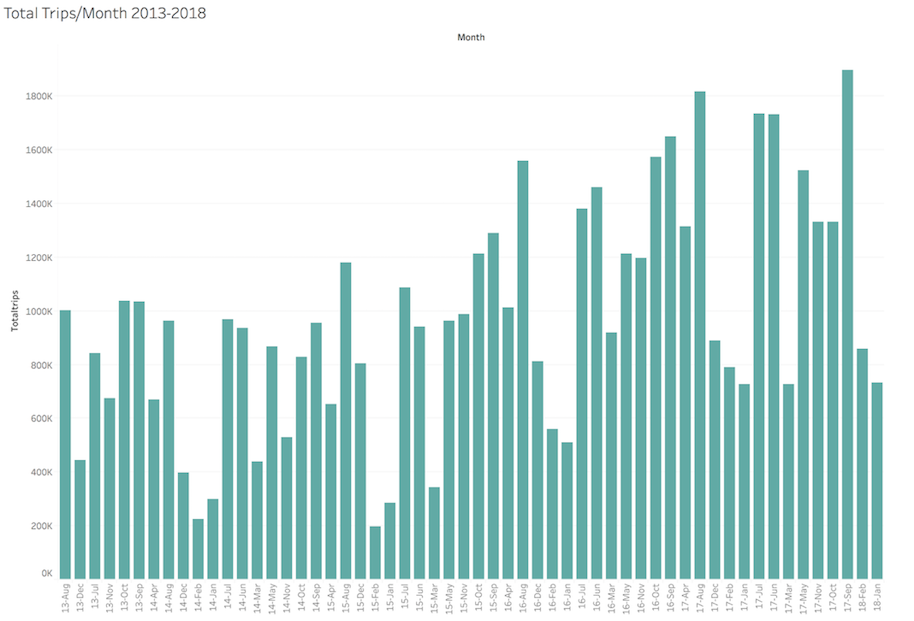 Total Trips/Month 2013-2018
Month
Totaltrips
1800K
1600K
1400K
1200K
1000K
800K
600K
400K
200K
0K
13-Aug
13-Dec
13-Jul
13-Nov
13-Oct
13-Sep
14-Apr
14-Aug
14-Dec
14-Feb
14-Jan
14-Jul
14-Jun
14-Mar
14-May
14-Nov
14-Oct
14-Sep
15-Apr
15-Aug
15-Dec
15-Feb
15-Jan
15-Jul
15-Jun
15-Mar
15-May
15-Nov
15-Oct
15-Sep
16-Apr
16-Aug
16-Dec
16-Feb
16-Jan
16-Jul
16-Jun
16-Mar
16-May
16-Nov
16-Oct
16-Sep
17-Apr
17-Aug
17-Dec
17-Feb
17-Jan
17-Jul
17-Jun
17-Mar
17-May
17-Nov
17-Oct
17-Sep
18-Feb
18-Jan